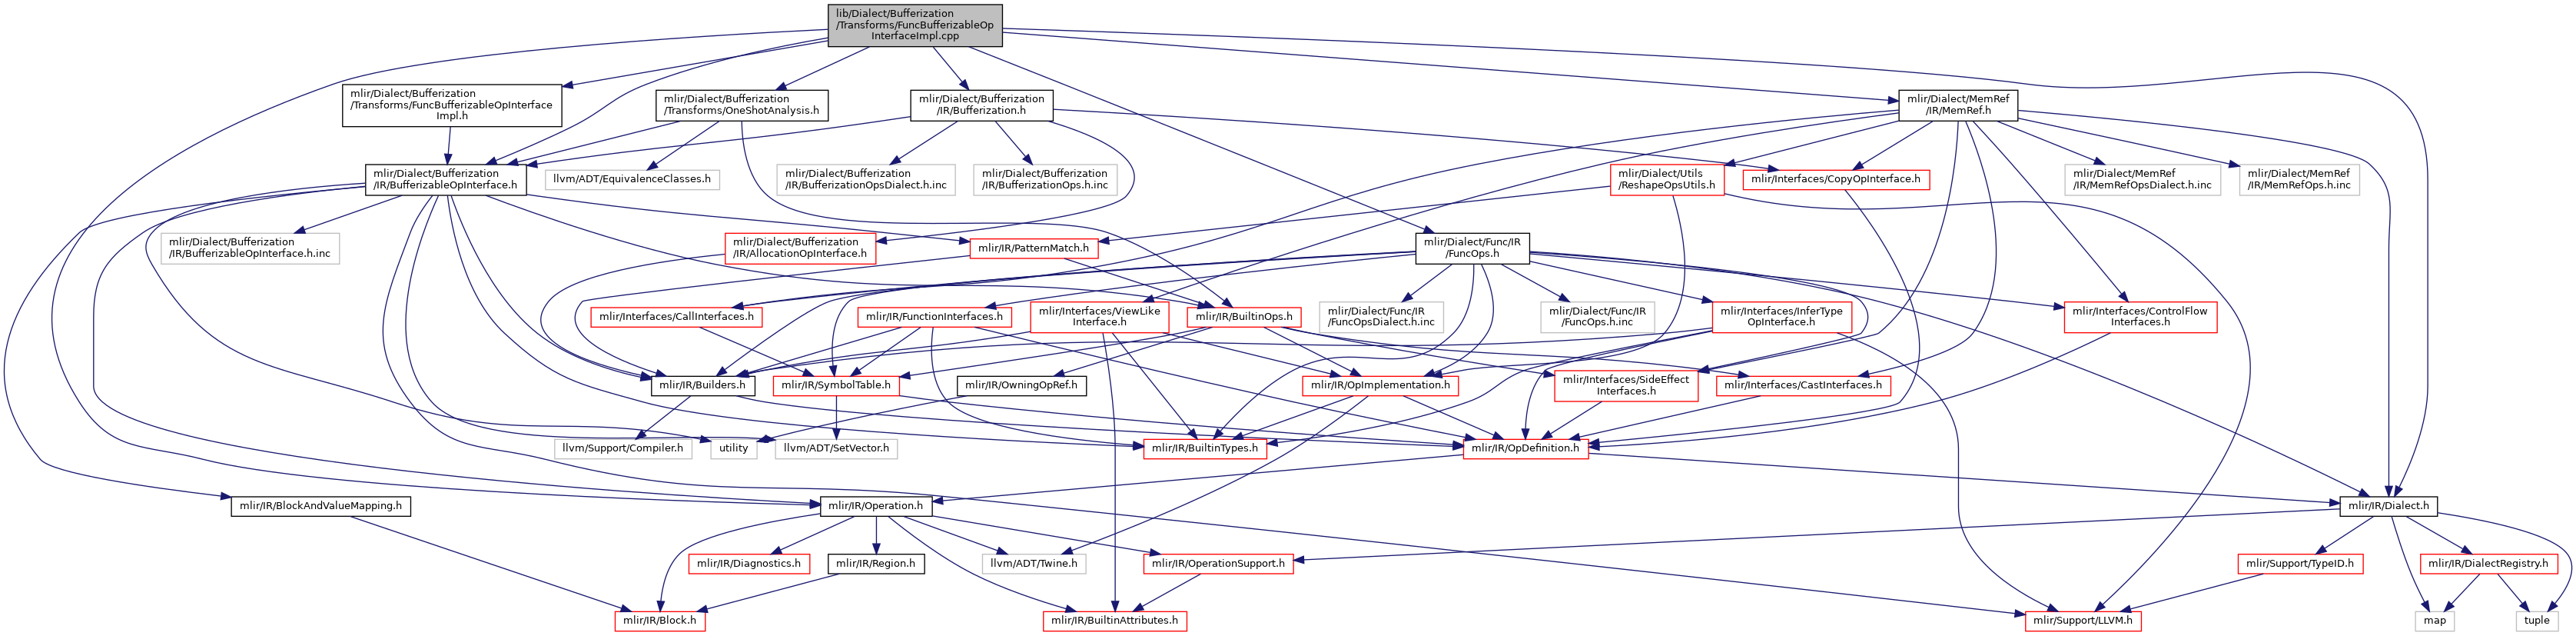 lib/Dialect/Bufferization
/Transforms/FuncBufferizableOp
InterfaceImpl.cpp
mlir/Dialect/Bufferization
/Transforms/FuncBufferizableOpInterface
Impl.h
mlir/Dialect/Bufferization
/Transforms/OneShotAnalysis.h
mlir/Dialect/Bufferization
/IR/Bufferization.h
mlir/Dialect/MemRef
/IR/MemRef.h
mlir/Dialect/Bufferization
/IR/BufferizableOpInterface.h
llvm/ADT/EquivalenceClasses.h
mlir/Dialect/Bufferization
/IR/BufferizationOpsDialect.h.inc
mlir/Dialect/Bufferization
/IR/BufferizationOps.h.inc
mlir/Dialect/Utils
/ReshapeOpsUtils.h
mlir/Interfaces/CopyOpInterface.h
mlir/Dialect/MemRef
/IR/MemRefOpsDialect.h.inc
mlir/Dialect/MemRef
/IR/MemRefOps.h.inc
mlir/Dialect/Bufferization
/IR/BufferizableOpInterface.h.inc
mlir/Dialect/Bufferization
/IR/AllocationOpInterface.h
mlir/IR/PatternMatch.h
mlir/Dialect/Func/IR
/FuncOps.h
mlir/Interfaces/CallInterfaces.h
mlir/IR/FunctionInterfaces.h
mlir/Interfaces/ViewLike
Interface.h
mlir/IR/BuiltinOps.h
mlir/Dialect/Func/IR
/FuncOpsDialect.h.inc
mlir/Dialect/Func/IR
/FuncOps.h.inc
mlir/Interfaces/InferType
OpInterface.h
mlir/Interfaces/ControlFlow
Interfaces.h
mlir/IR/Builders.h
mlir/IR/SymbolTable.h
mlir/IR/OwningOpRef.h
mlir/IR/OpImplementation.h
mlir/Interfaces/SideEffect
Interfaces.h
mlir/Interfaces/CastInterfaces.h
llvm/Support/Compiler.h
utility
llvm/ADT/SetVector.h
mlir/IR/BuiltinTypes.h
mlir/IR/OpDefinition.h
mlir/IR/BlockAndValueMapping.h
mlir/IR/Operation.h
mlir/IR/Dialect.h
mlir/IR/Diagnostics.h
mlir/IR/Region.h
llvm/ADT/Twine.h
mlir/IR/OperationSupport.h
mlir/Support/TypeID.h
mlir/IR/DialectRegistry.h
mlir/IR/Block.h
mlir/IR/BuiltinAttributes.h
mlir/Support/LLVM.h
map
tuple